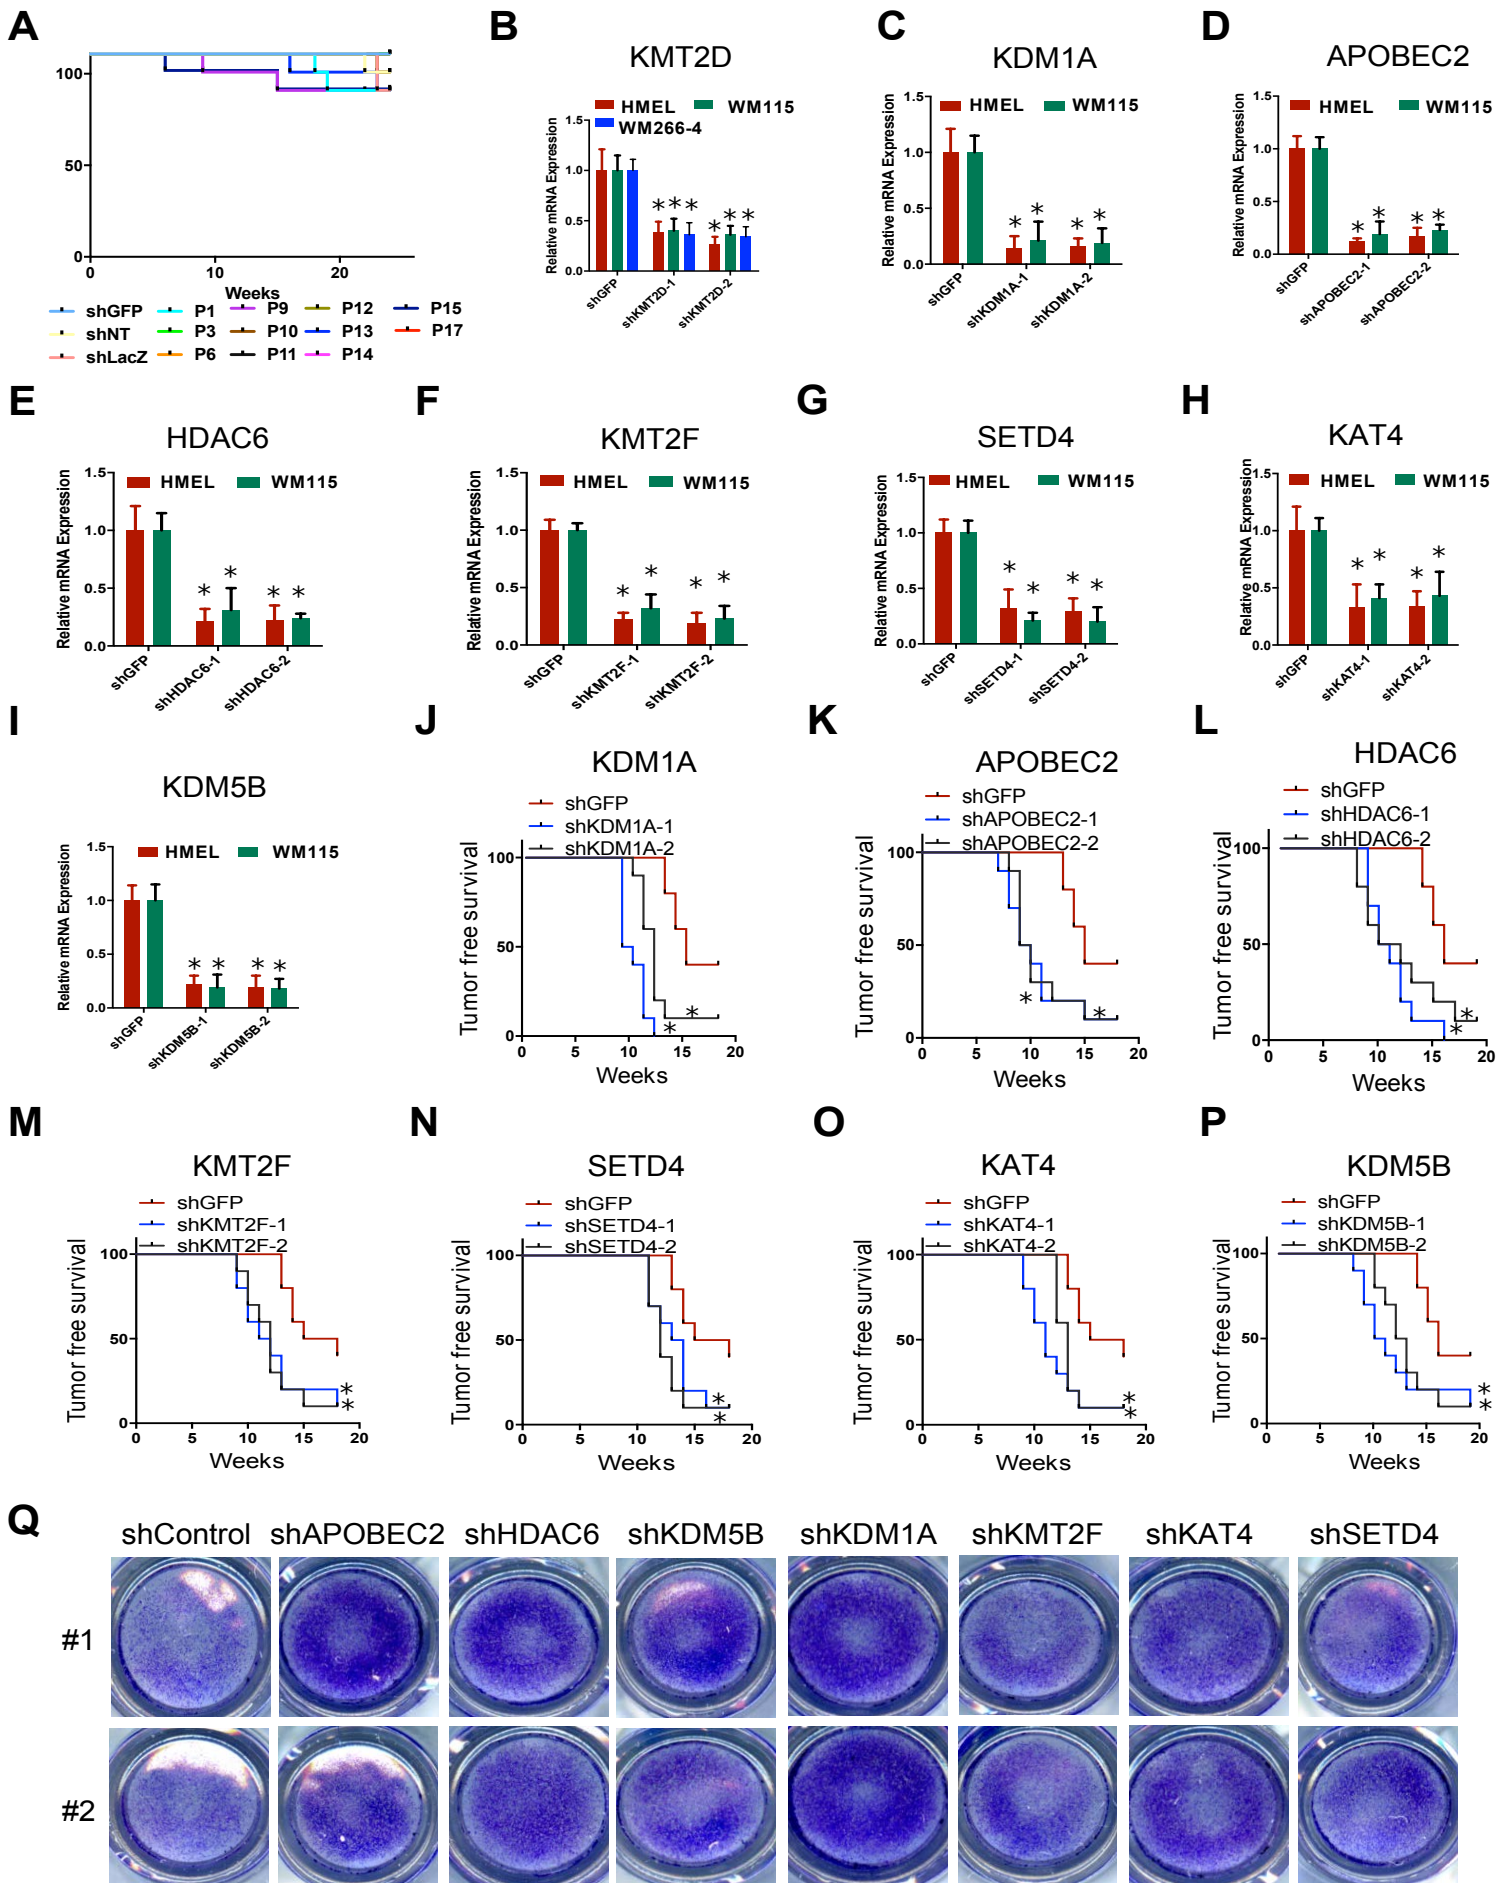 A
100
50
0
0 10 20
Weeks
shGFP P1 P9 P12 P15
shNT P3 P10 P13 P17
shLacZ P6 P11 P14
B
KMT2D
HMEL WM115
WM266-4
Relative mRNA Expression
1.5
1.0
0.5
0.0
* * * * * *
shGFP shKMT2D-1 shKMT2D-2
C
KDM1A
HMEL WM115
Relative mRNA Expression
1.5
1.0
0.5
0.0
* * * *
shGFP shKDM1A-1 shKDM1A-2
D
APOBEC2
HMEL WM115
Relative mRNA Expression
1.5
1.0
0.5
0.0
* * * *
shGFP shAPOBEC2-1 shAPOBEC2-2
E
HDAC6
HMEL WM115
Relative mRNA Expression
1.5
1.0
0.5
0.0
* * * *
shGFP shHDAC6-1 shHDAC6-2
F
KMT2F
HMEL WM115
Relative mRNA Expression
1.5
1.0
0.5
0.0
* * * *
shGFP shKMT2F-1 shKMT2F-2
G
SETD4
HMEL WM115
Relative mRNA Expression
1.5
1.0
0.5
0.0
* * * *
shGFP shSETD4-1 shSETD4-2
H
KAT4
HMEL WM115
Relative mRNA Expression
1.5
1.0
0.5
0.0
* * * *
shGFP shKAT4-1 shKAT4-2
I
KDM5B
HMEL WM115
Relative mRNA Expression
1.5
1.0
0.5
0.0
* * * *
shGFP shKDM5B-1 shKDM5B-2
J
KDM1A
shGFP
shKDM1A-1
shKDM1A-2
Tumor free survival
100
50
0
* *
0 5 10 15 20
Weeks
K
APOBEC2
shGFP
shAPOBEC2-1
shAPOBEC2-2
Tumor free survival
100
50
0
* *
0 5 10 15 20
Weeks
L
HDAC6
shGFP
shHDAC6-1
shHDAC6-2
Tumor free survival
100
50
0
* *
0 5 10 15 20
Weeks
M
KMT2F
shGFP
shKMT2F-1
shKMT2F-2
Tumor free survival
100
50
0
*
*
0 5 10 15 20
Weeks
N
SETD4
shGFP
shSETD4-1
shSETD4-2
Tumor free survival
100
50
0
*
*
0 5 10 15 20
Weeks
O
KAT4
shGFP
shKAT4-1
shKAT4-2
Tumor free survival
100
50
0
*
*
0 5 10 15 20
Weeks
P
KDM5B
shGFP
shKDM5B-1
shKDM5B-2
Tumor free survival
100
50
0
*
*
0 5 10 15 20
Weeks
Q
shControl shAPOBEC2 shHDAC6 shKDM5B shKDM1A shKMT2F shKAT4 shSETD4
#1
#2